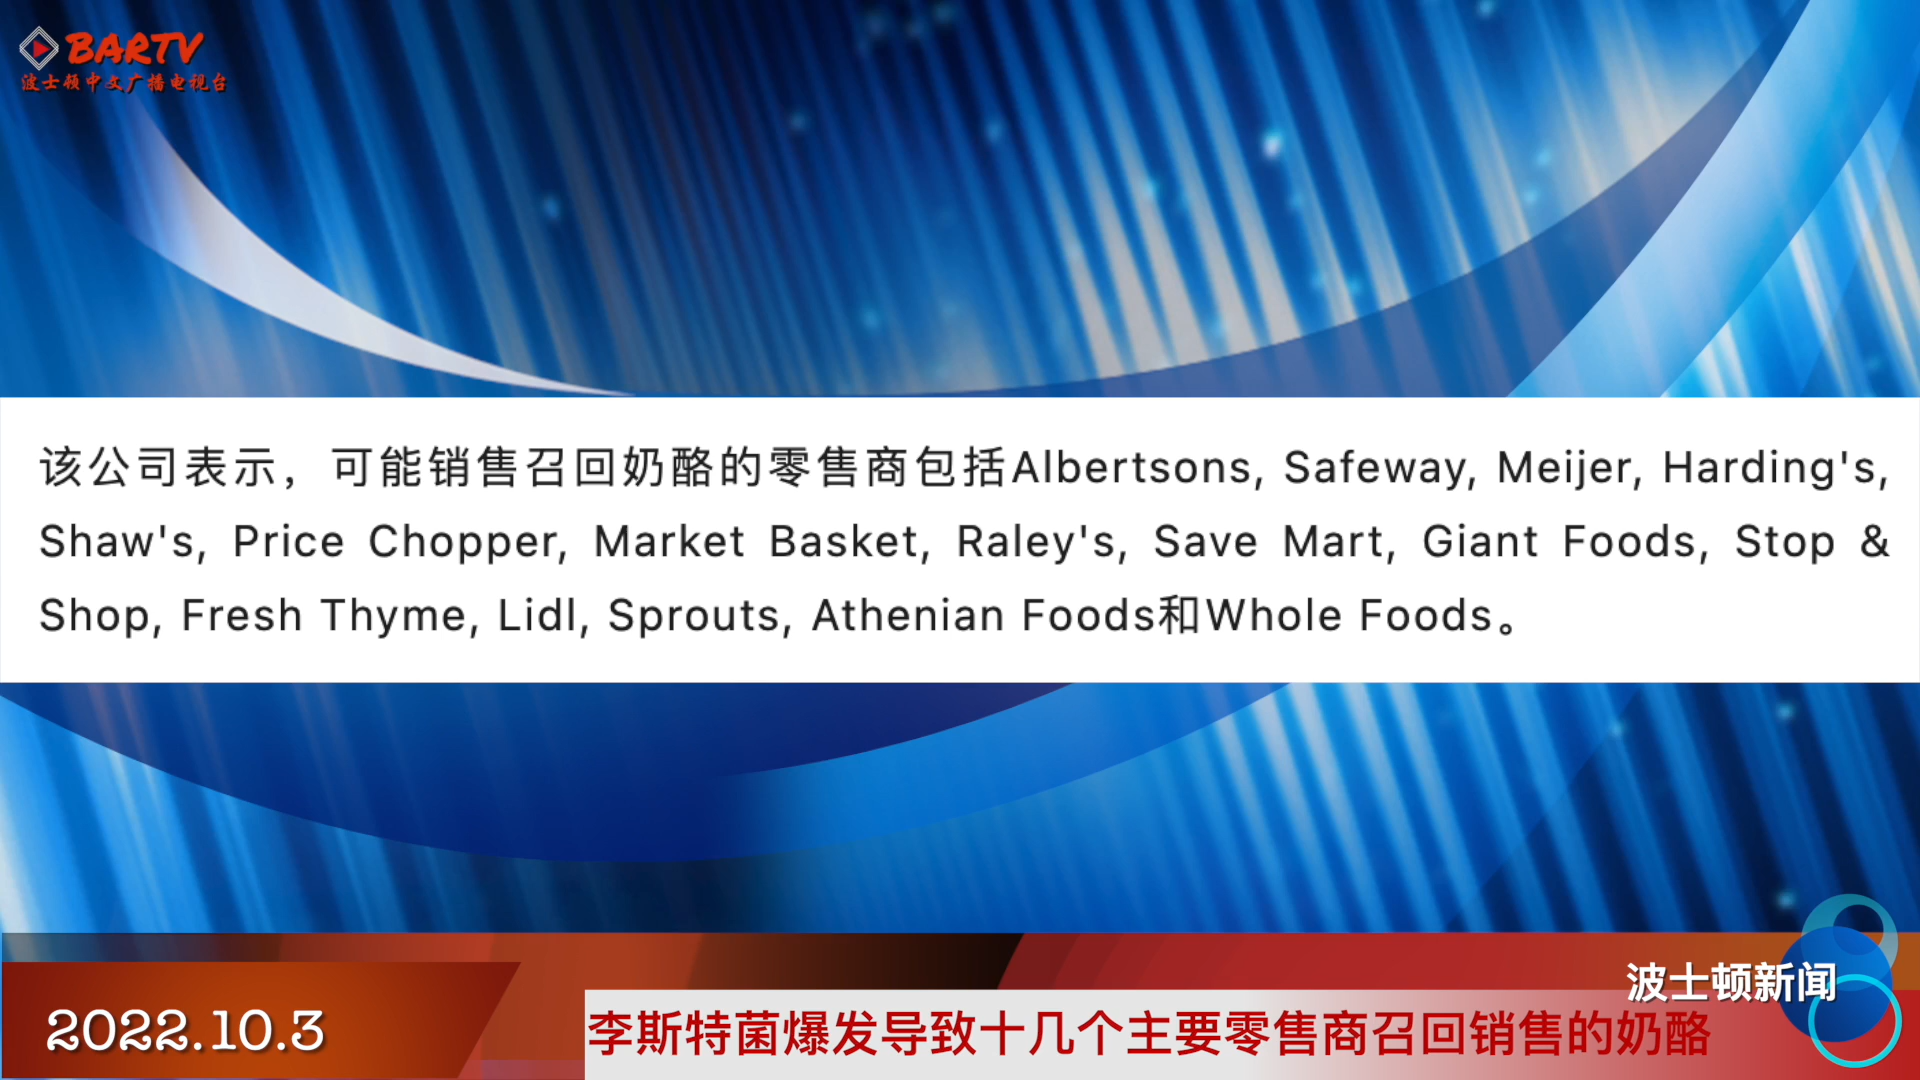 BARTV
波士顿中文广播电视台
该公司表示，可能销售召回奶酪的零售商包括Albertsons, Safeway, Meijer, Harding's,
Shaw's, Price Chopper, Market Basket, Raley's, Save Mart, Giant Foods, Stop &
Shop, Fresh Thyme, Lidl, Sprouts, Athenian Foods和Whole Foods。
波士顿新闻
2022.10.3
李斯特菌爆发导致十几个主要零售商召回销售的奶酪